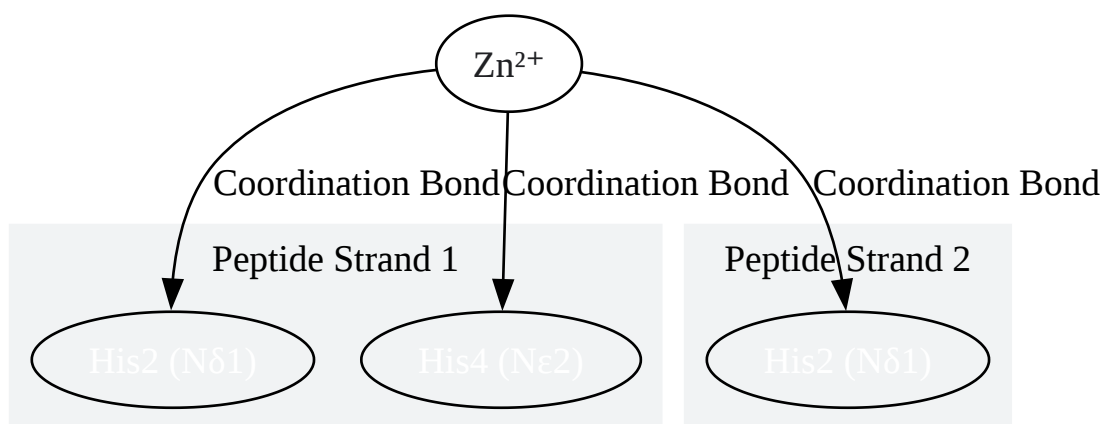 Zn²⁺
Coordination Bond
Coordination Bond
Coordination Bond
Peptide Strand 1
Peptide Strand 2
His2 (Nδ1)
His4 (Nε2)
His2 (Nδ1)